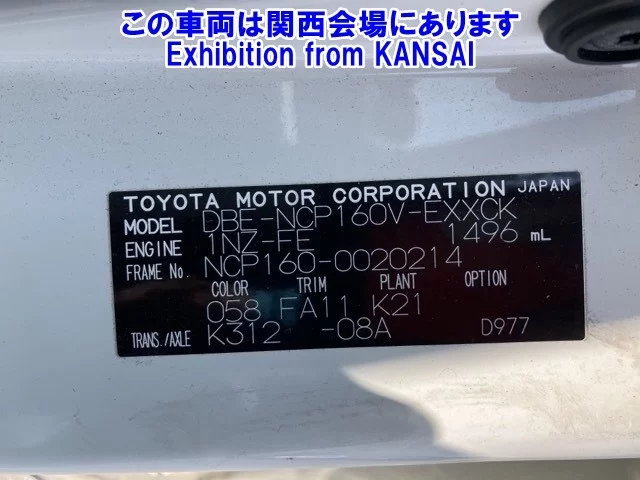 この車両は関西会場にあります
Exhibition from KANSAI
TOYOTA MOTOR CORPORATION JAPAN
MODEL DBE-NCP160V-EXXCK
ENGINE 1NZ-FE 1496 mL
FRAME No. NCP160-0020214
COLOR TRIM PLANT OPTION
058 FA11 K21
TRANS./AXLE K312 -08A D977